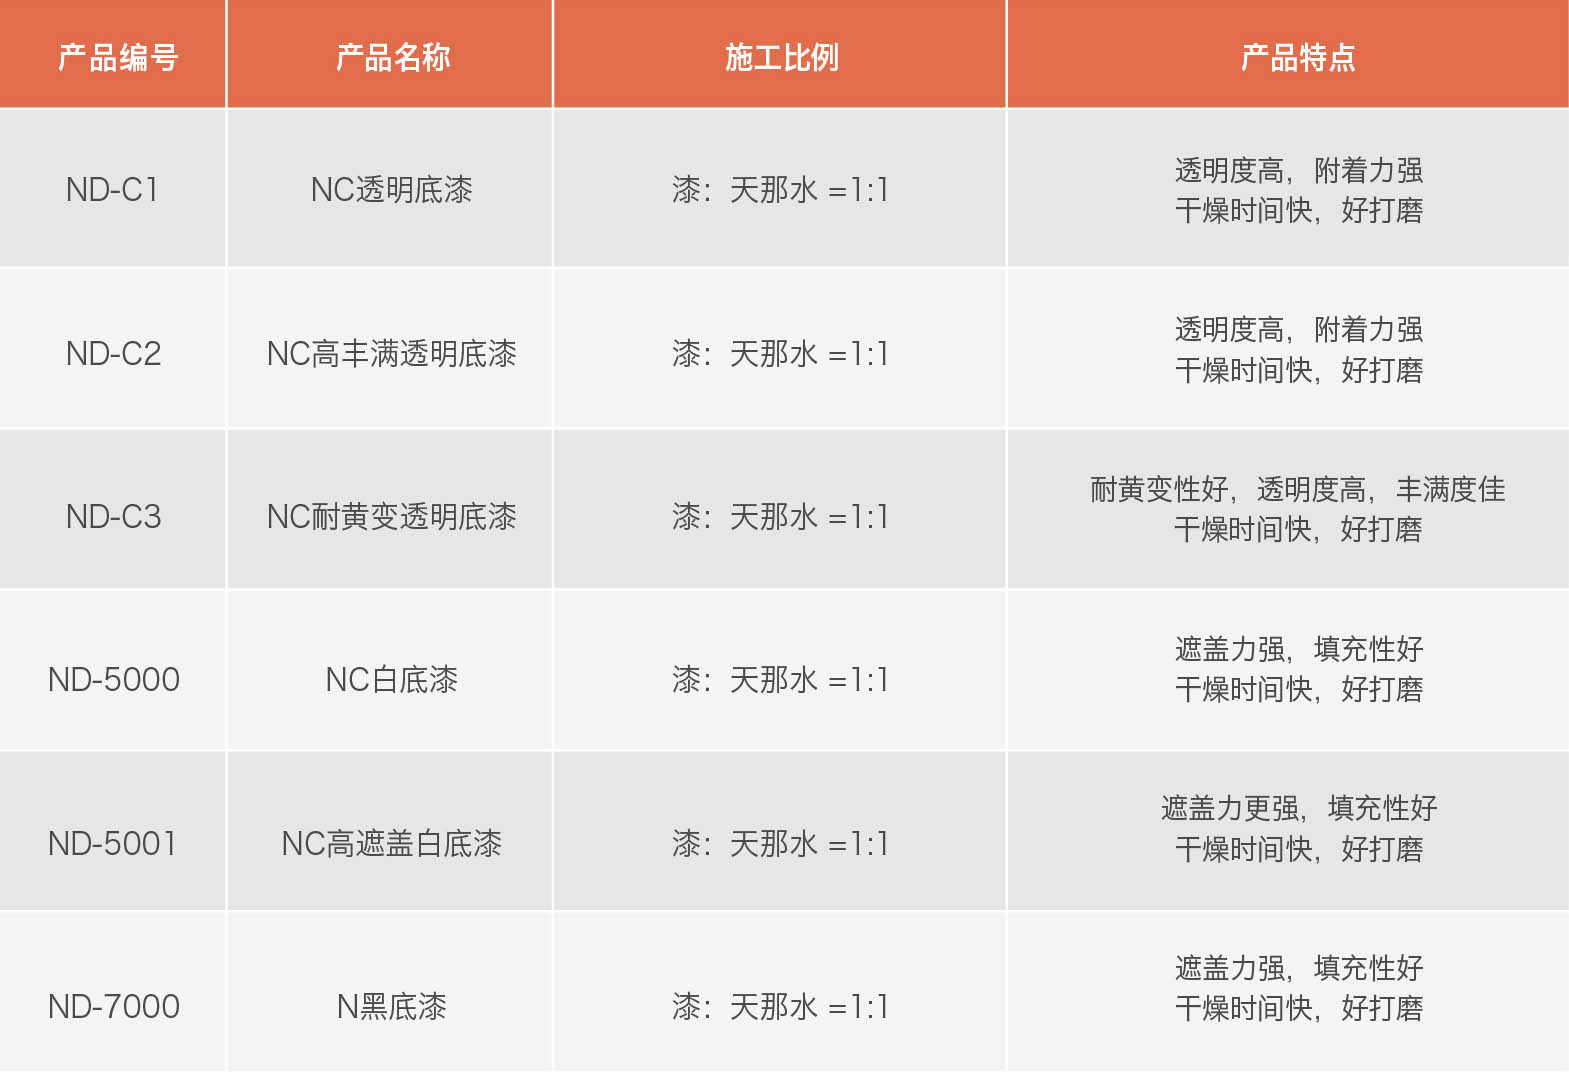 产品编号 产品名称 施工比例 产品特点
ND-C1 NC透明底漆 漆：天那水 =1:1 透明度高，附着力强
干燥时间快，好打磨
ND-C2 NC高丰满透明底漆 漆：天那水 =1:1 透明度高，附着力强
干燥时间快，好打磨
ND-C3 NC耐黄变透明底漆 漆：天那水 =1:1 耐黄变性好，透明度高，丰满度佳
干燥时间快，好打磨
ND-5000 NC白底漆 漆：天那水 =1:1 遮盖力强，填充性好
干燥时间快，好打磨
ND-5001 NC高遮盖白底漆 漆：天那水 =1:1 遮盖力更强，填充性好
干燥时间快，好打磨
ND-7000 N黑底漆 漆：天那水 =1:1 遮盖力强，填充性好
干燥时间快，好打磨